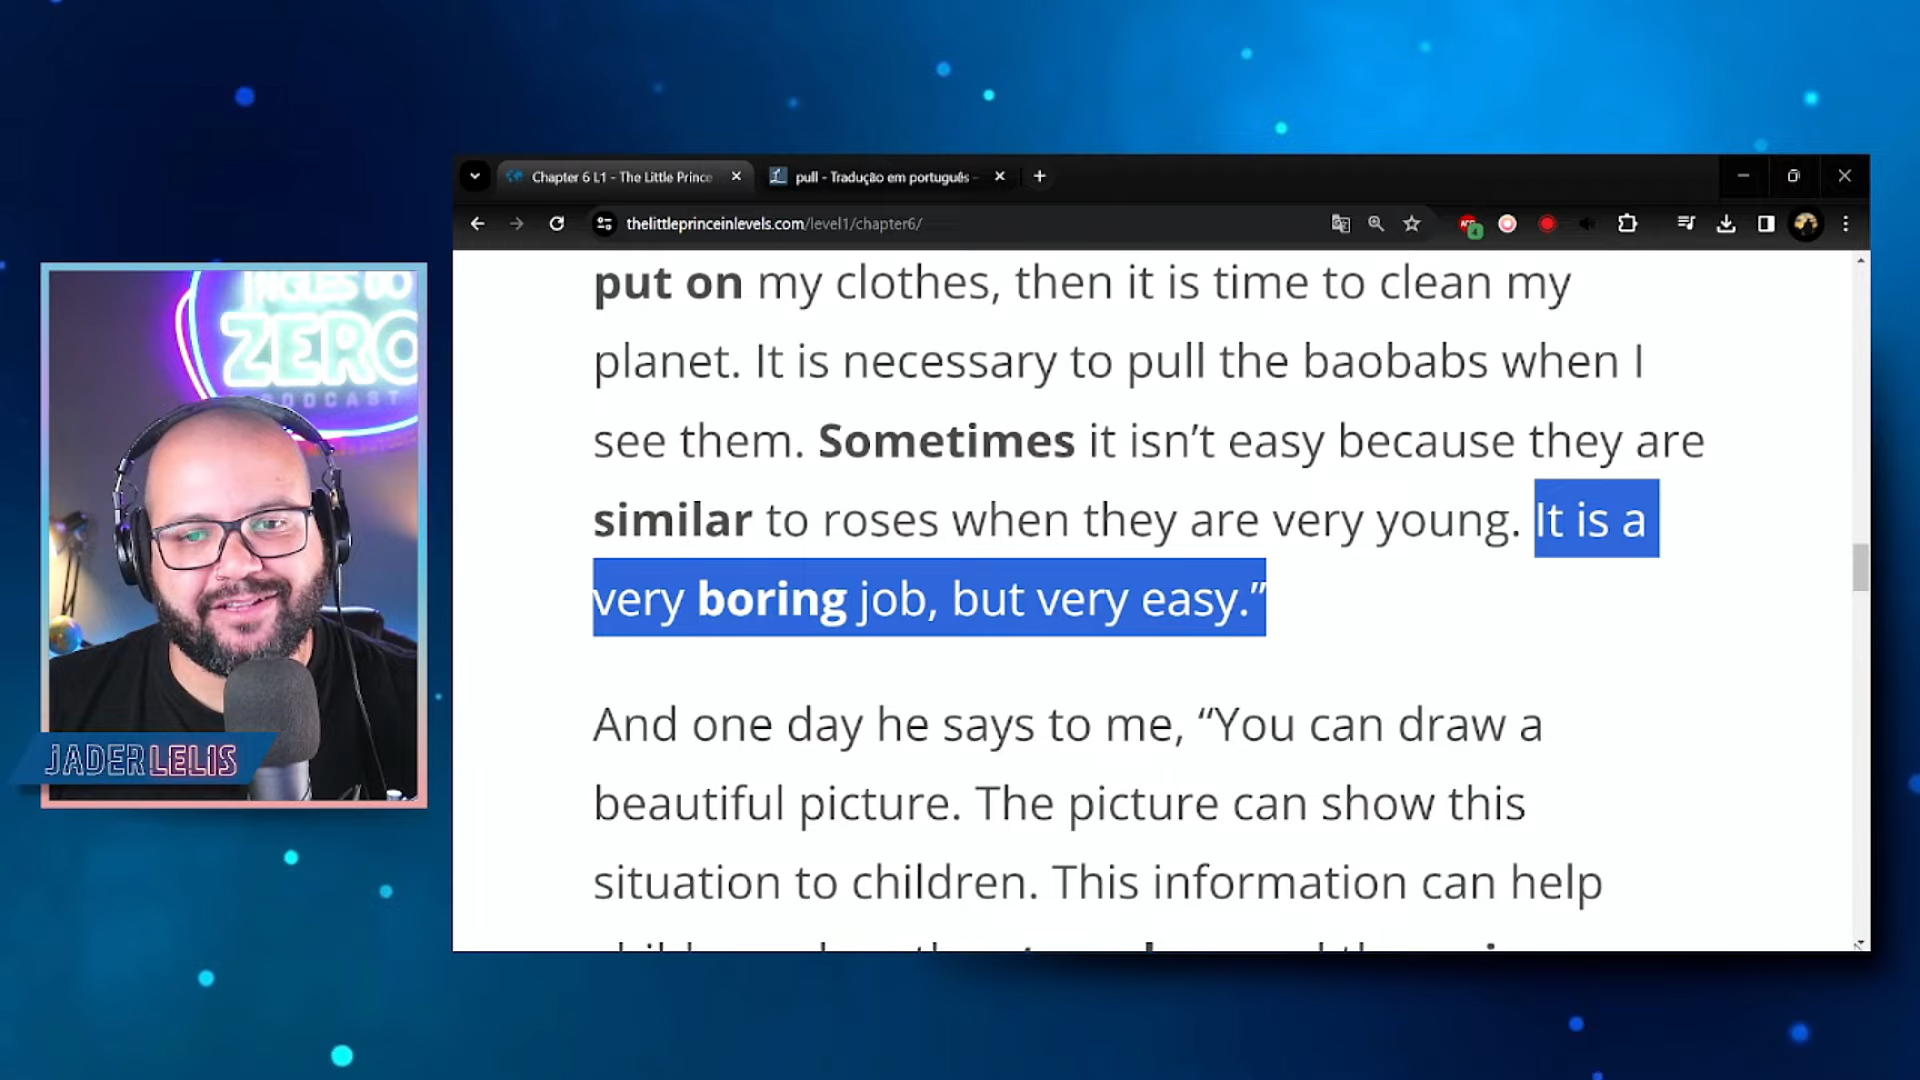 Chapter 6 L1 - The Little Prince
pull - Tradução em português -
thelittleprinceinlevels.com/level1/chapter6/
4
put on my clothes, then it is time to clean my
planet. It is necessary to pull the baobabs when I
see them. Sometimes it isn’t easy because they are
similar to roses when they are very young. It is a
very boring job, but very easy.”
And one day he says to me, “You can draw a
beautiful picture. The picture can show this
situation to children. This information can help
ZERO
PODCAST
JADER LELIS